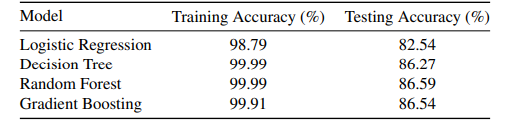 Model Training Accuracy (%) Testing Accuracy (%)
Logistic Regression 98.79 82.54
Decision Tree 99.99 86.27
Random Forest 99.99 86.59
Gradient Boosting 99.91 86.54